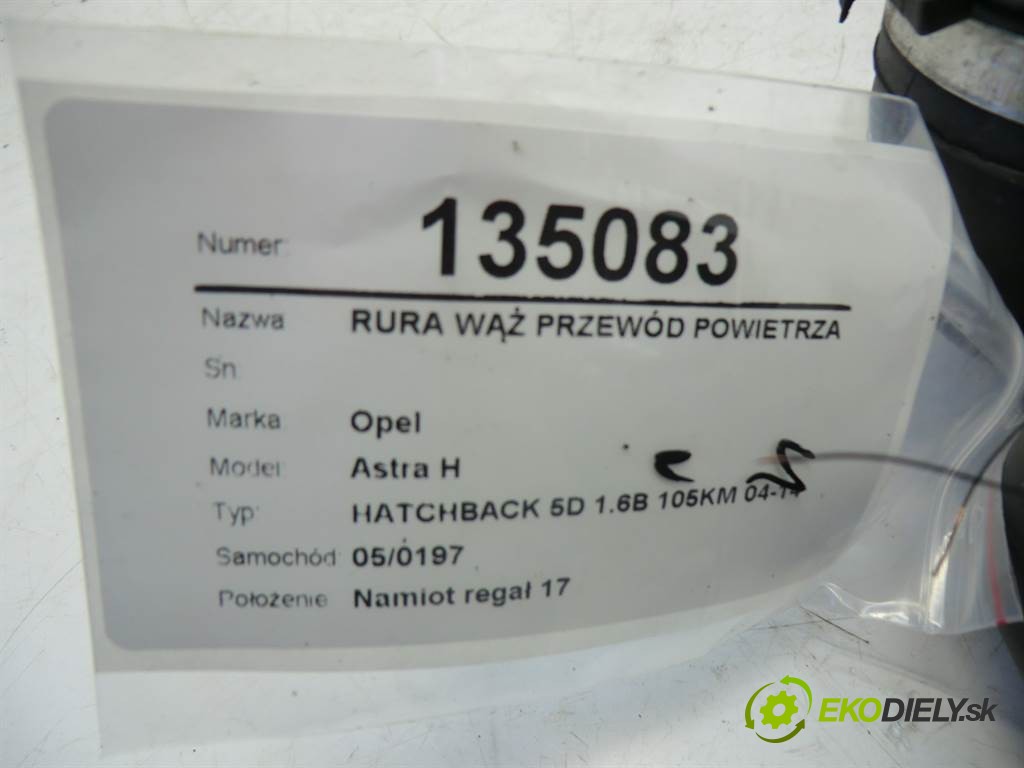 Numer: 135083
Nazwa RURA WĄŻ PRZEWÓD POWIETRZA
Sn:
Marka: Opel
Model: Astra H
Typ: HATCHBACK 5D 1.6B 105KM 04-14
Samochód: 05/0197
Położenie Namiot regał 17
EKODIELY.sk